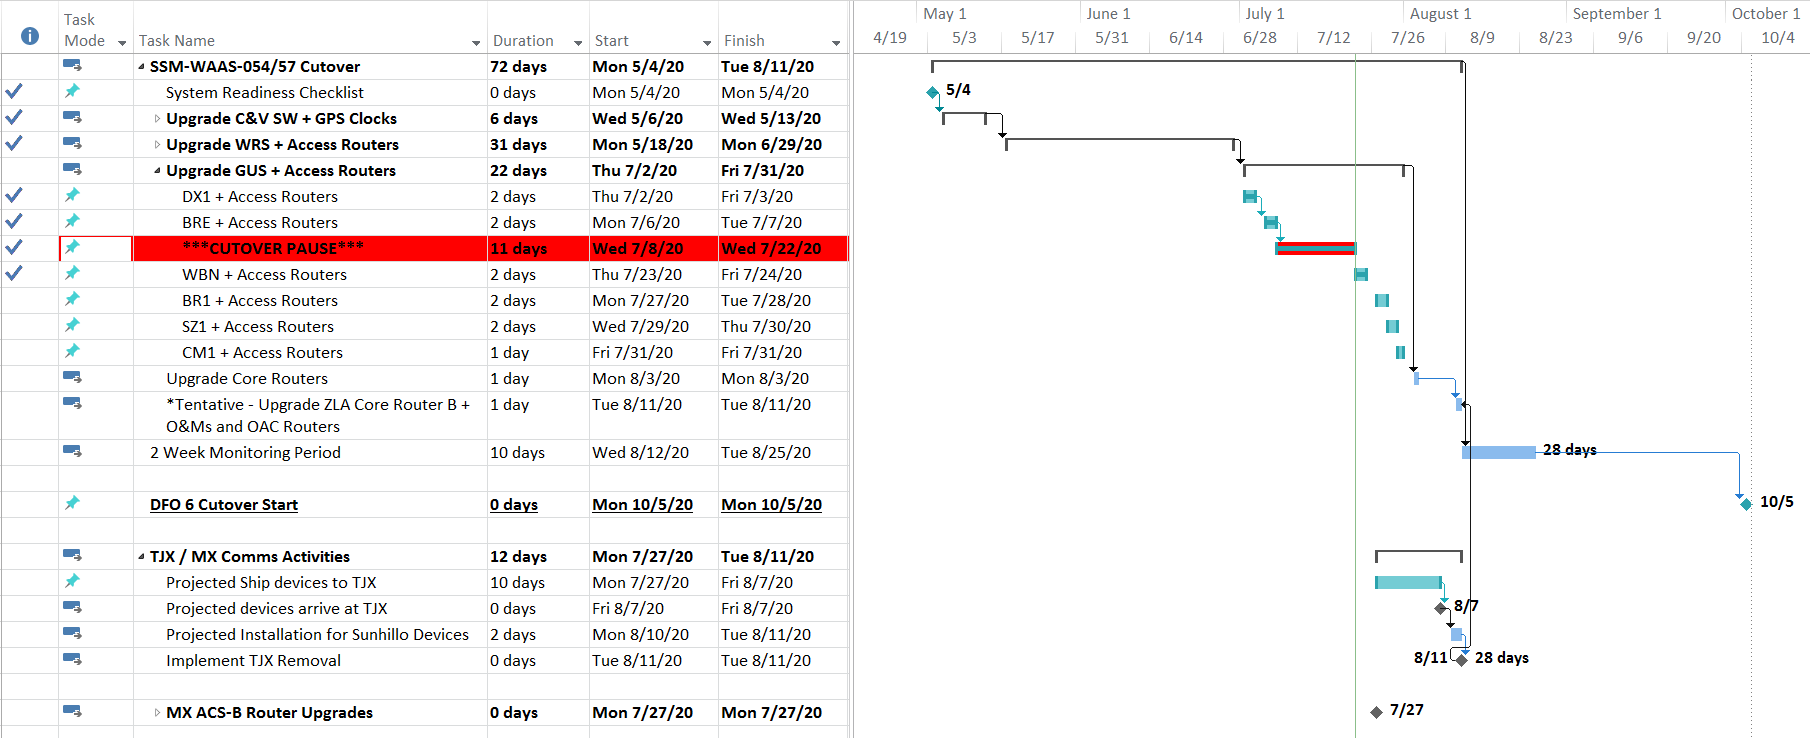 Task Mode Task Name Duration Start Finish
May 1 June 1 July 1 August 1 September 1 October 1
4/19 5/3 5/17 5/31 6/14 6/28 7/12 7/26 8/9 8/23 9/6 9/20 10/4
SSM-WAAS-054/57 Cutover 72 days Mon 5/4/20 Tue 8/11/20
System Readiness Checklist 0 days Mon 5/4/20 Mon 5/4/20 5/4
Upgrade C&V SW + GPS Clocks 6 days Wed 5/6/20 Wed 5/13/20
Upgrade WRS + Access Routers 31 days Mon 5/18/20 Mon 6/29/20
Upgrade GUS + Access Routers 22 days Thu 7/2/20 Fri 7/31/20
DX1 + Access Routers 2 days Thu 7/2/20 Fri 7/3/20
BRE + Access Routers 2 days Mon 7/6/20 Tue 7/7/20
***CUTOVER PAUSE*** 11 days Wed 7/8/20 Wed 7/22/20
WBN + Access Routers 2 days Thu 7/23/20 Fri 7/24/20
BR1 + Access Routers 2 days Mon 7/27/20 Tue 7/28/20
SZ1 + Access Routers 2 days Wed 7/29/20 Thu 7/30/20
CM1 + Access Routers 1 day Fri 7/31/20 Fri 7/31/20
Upgrade Core Routers 1 day Mon 8/3/20 Mon 8/3/20
*Tentative - Upgrade ZLA Core Router B + 1 day Tue 8/11/20 Tue 8/11/20
O&Ms and OAC Routers
2 Week Monitoring Period 10 days Wed 8/12/20 Tue 8/25/20 28 days
DFO 6 Cutover Start 0 days Mon 10/5/20 Mon 10/5/20 10/5
TJX / MX Comms Activities 12 days Mon 7/27/20 Tue 8/11/20
Projected Ship devices to TJX 10 days Mon 7/27/20 Fri 8/7/20
Projected devices arrive at TJX 0 days Fri 8/7/20 Fri 8/7/20 8/7
Projected Installation for Sunhillo Devices 2 days Mon 8/10/20 Tue 8/11/20
Implement TJX Removal 0 days Tue 8/11/20 Tue 8/11/20 8/11 28 days
MX ACS-B Router Upgrades 0 days Mon 7/27/20 Mon 7/27/20 7/27